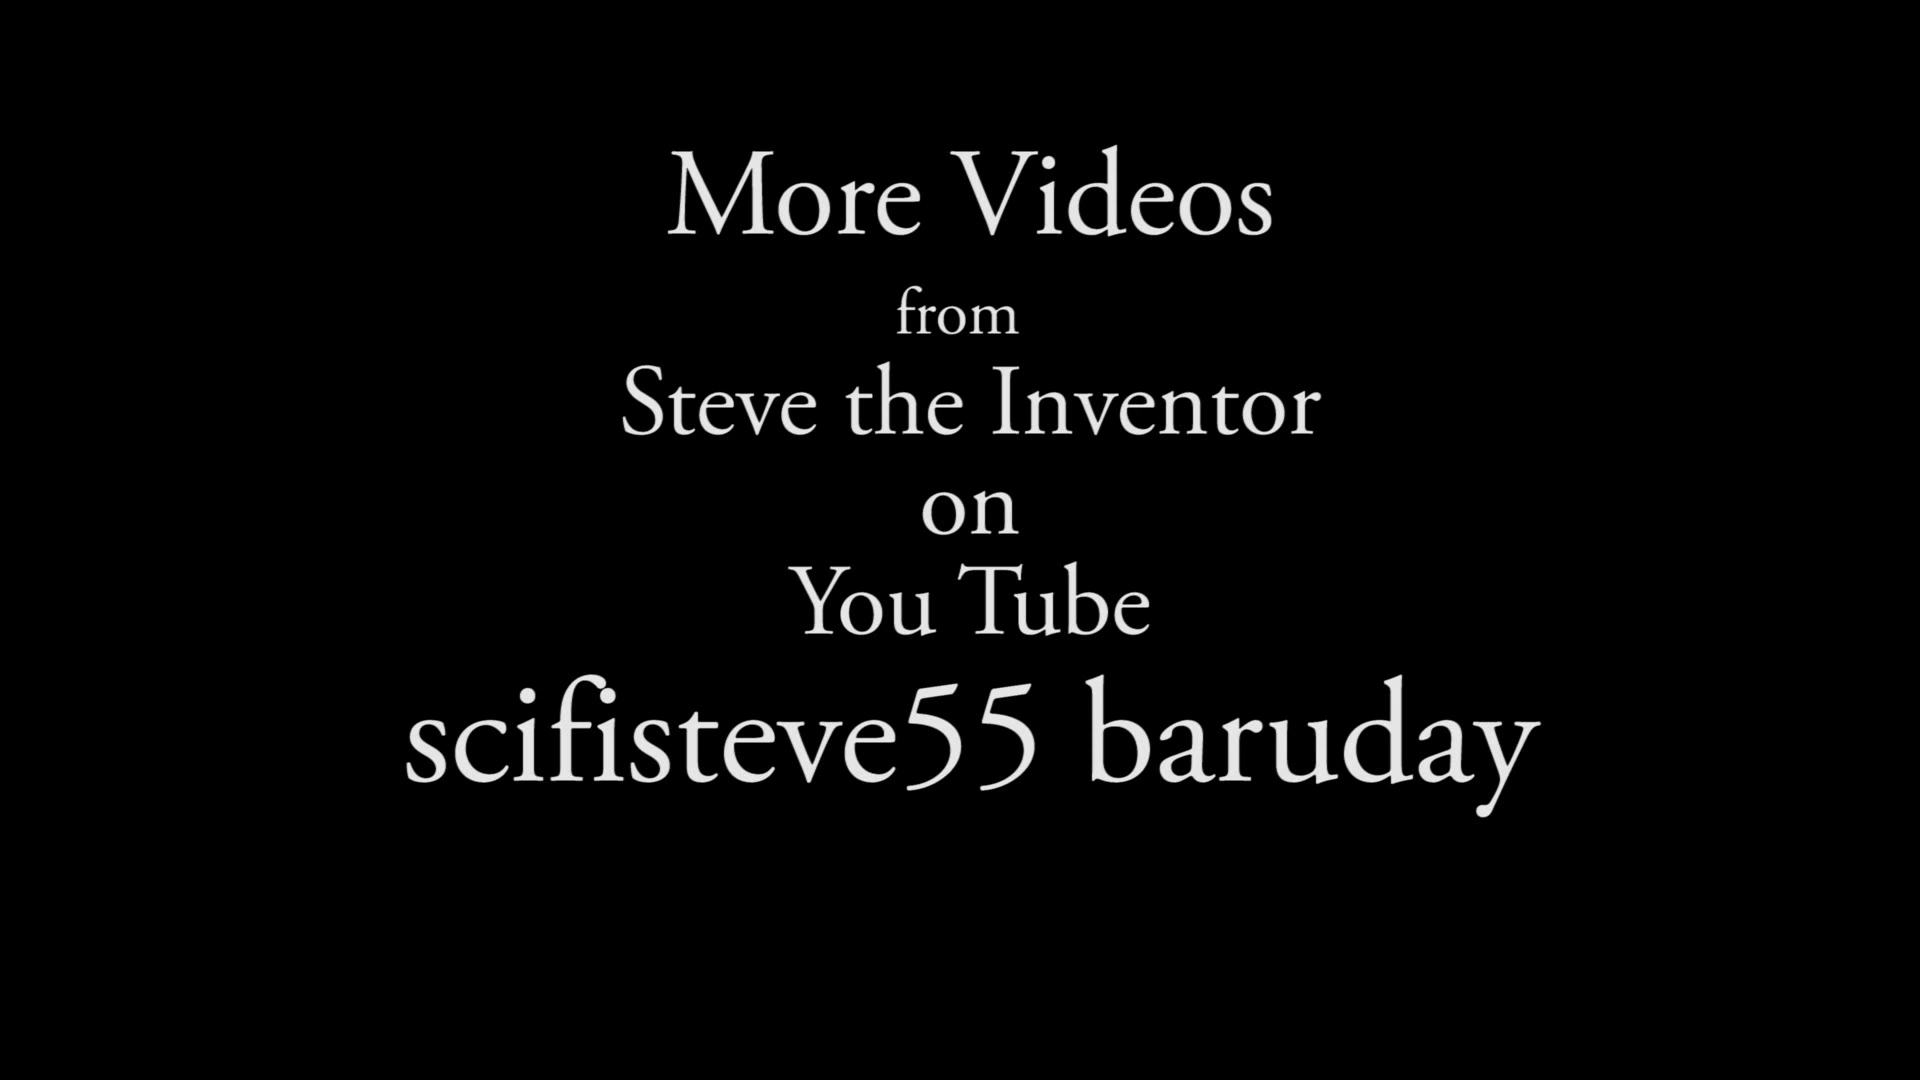 More Videos
from
Steve the Inventor
on
You Tube
scifisteve55 baruday